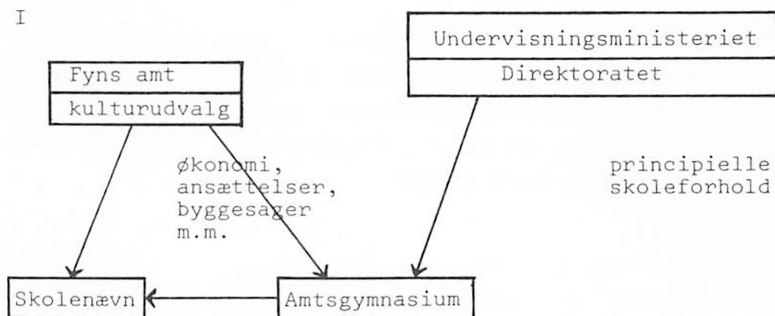 I
Undervisningsministeriet
Direktoratet
Fyns amt
kulturudvalg
økonomi,
ansættelser,
byggesager
m.m.
principielle
skoleforhold
Skolenævn
Amtsgymnasium